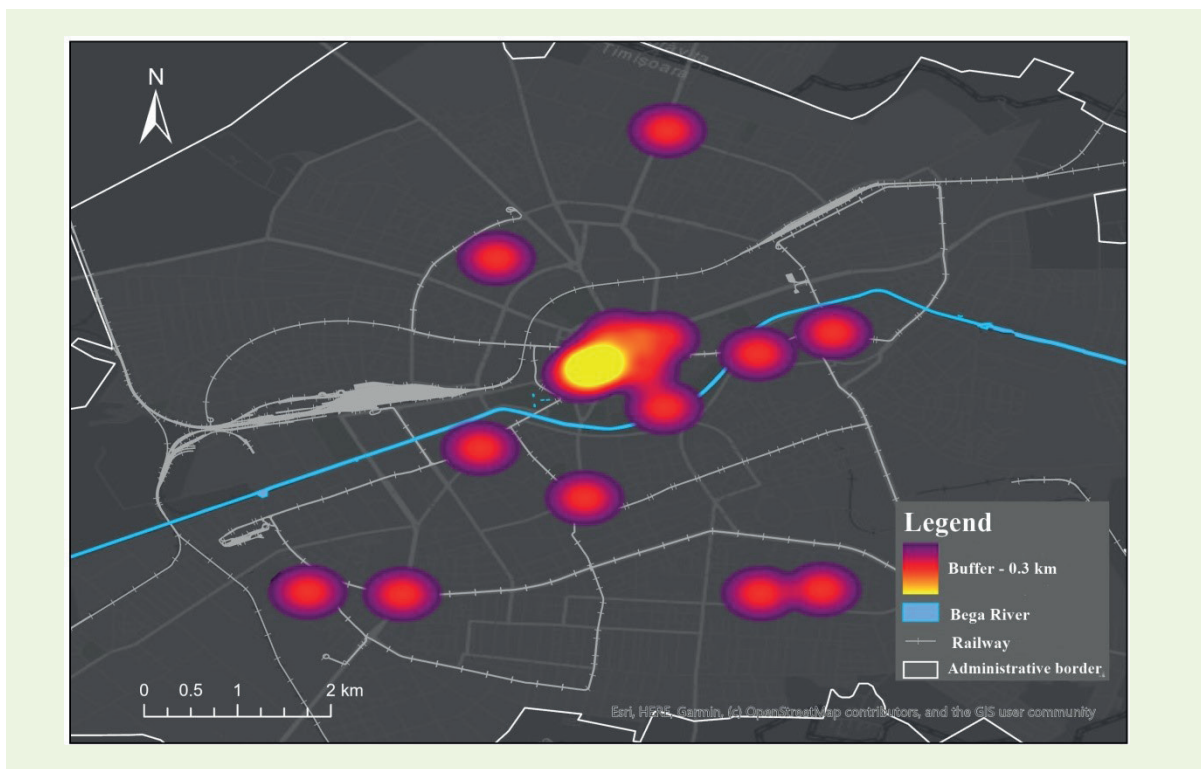 Timișoara
N
Legend
Buffer - 0.3 km
Bega River
Railway
Administrative border
0 0.5 1 2 km
Esri, HERE, Garmin, (c) OpenStreetMap contributors, and the GIS user community